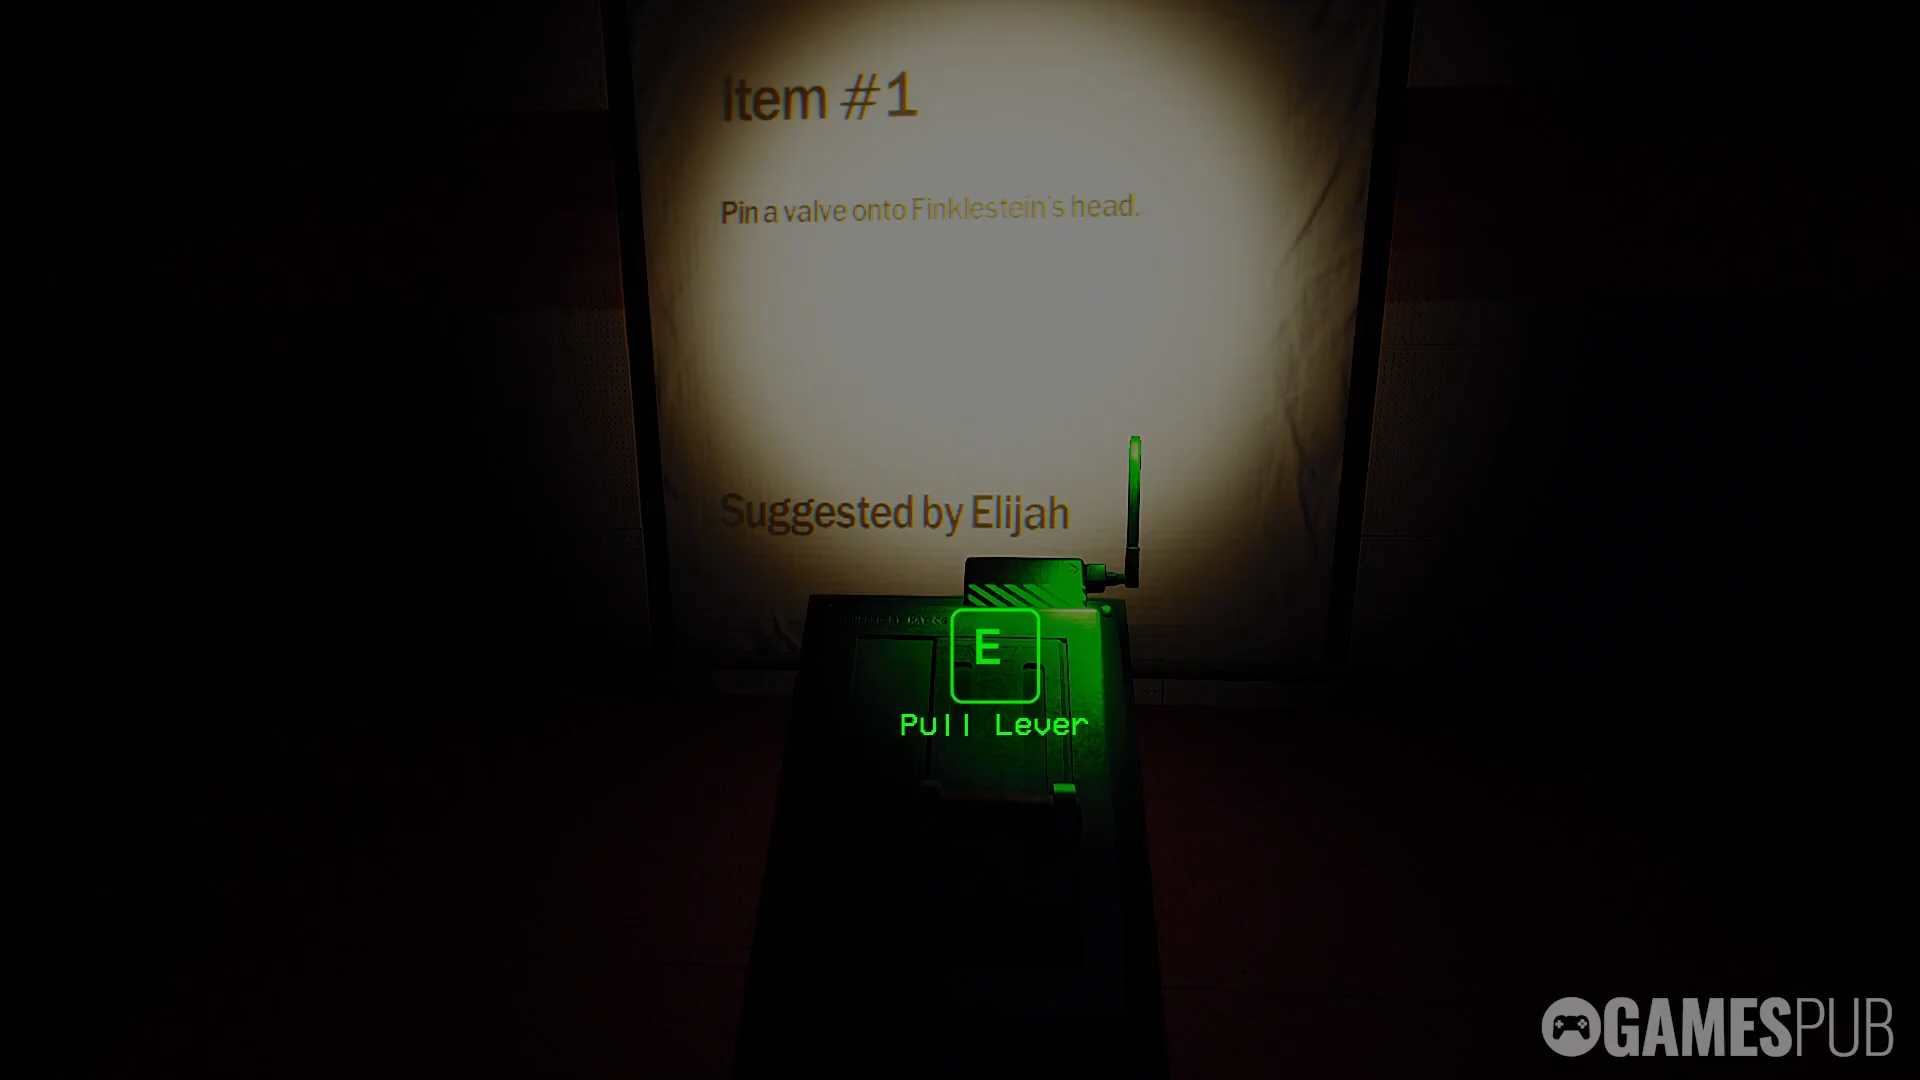 Item #1
Pin a valve onto Finklestein's head.
Suggested by Elijah
E
Pull Lever
GAMESPUB